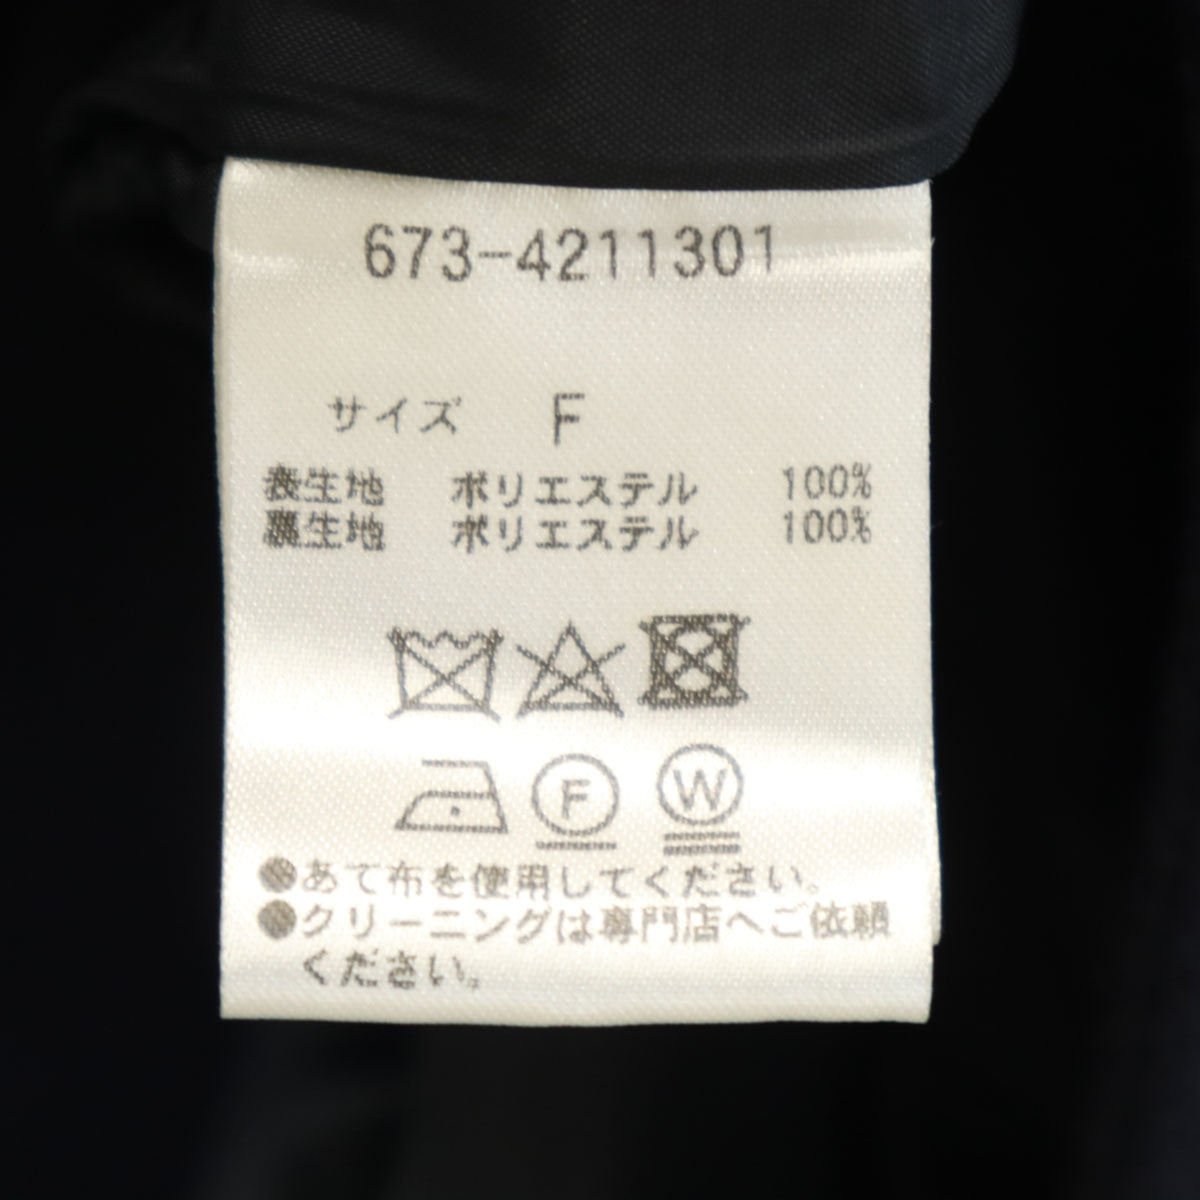 673-4211301
サイズ F
表生地 ポリエステル 100%
裏生地 ポリエステル 100%
F W
●あて布を使用してください。
●クリーニングは専門店へご依頼
ください。